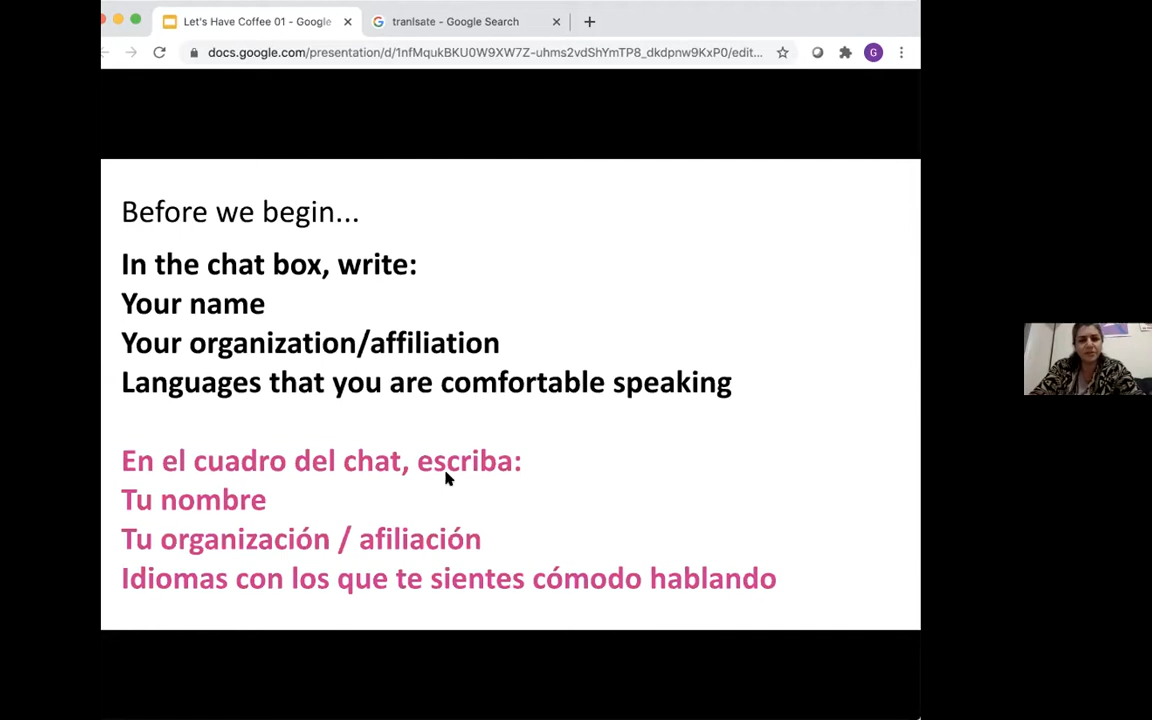 Let's Have Coffee 01 - Google
tranlsate - Google Search
docs.google.com/presentation/d/1nfMqukBKU0W9XW7Z-uhms2vdShYmTP8_dkdpnw9KxP0/edit...
G
Before we begin...
In the chat box, write:
Your name
Your organization/affiliation
Languages that you are comfortable speaking
En el cuadro del chat, escriba:
Tu nombre
Tu organización / afiliación
Idiomas con los que te sientes cómodo hablando